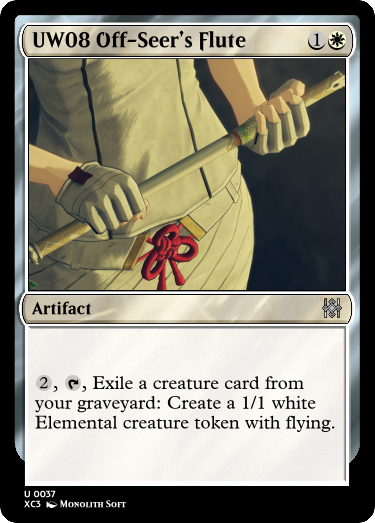 UW08 Off-Seer's Flute 1
Artifact
2, , Exile a creature card from
your graveyard: Create a 1/1 white
Elemental creature token with flying.
U 0037
XC3 Monolith Soft